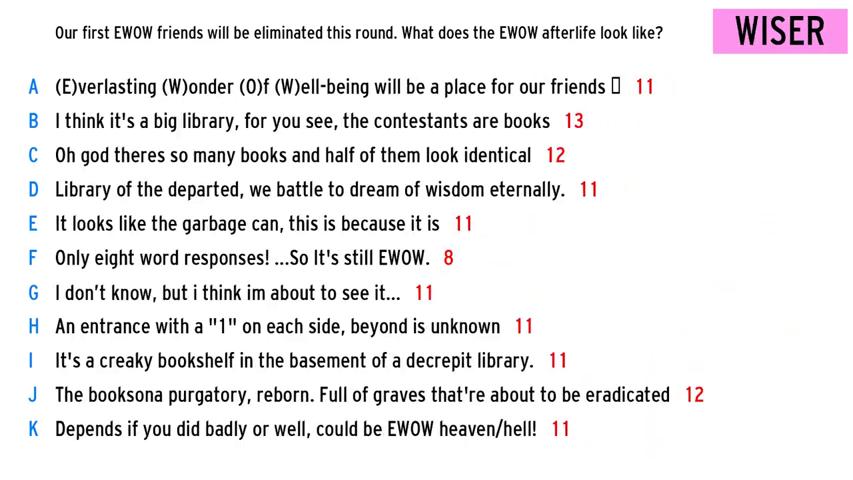 Our first EWOW friends will be eliminated this round. What does the EWOW afterlife look like?
WISER
A (E)verlasting (W)onder (O)f (W)ell-being will be a place for our friends ▯ 11
B I think it's a big library, for you see, the contestants are books 13
C Oh god theres so many books and half of them look identical 12
D Library of the departed, we battle to dream of wisdom eternally. 11
E It looks like the garbage can, this is because it is 11
F Only eight word responses! ...So It's still EWOW. 8
G I don’t know, but i think im about to see it... 11
H An entrance with a "1" on each side, beyond is unknown 11
I It's a creaky bookshelf in the basement of a decrepit library. 11
J The booksona purgatory, reborn. Full of graves that're about to be eradicated 12
K Depends if you did badly or well, could be EWOW heaven/hell! 11